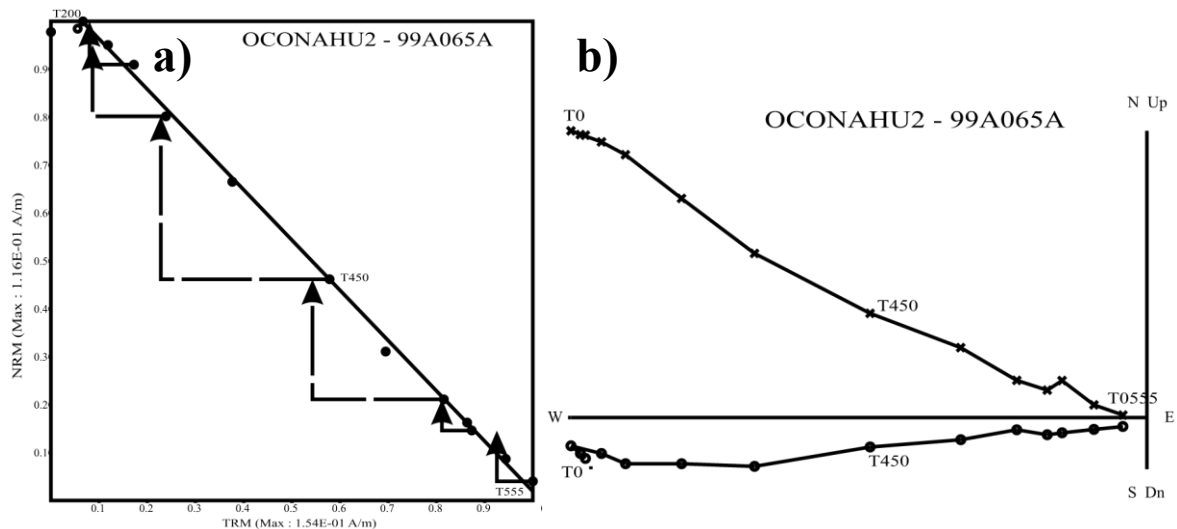 T200
OCONAHU2 - 99A065A
a)
0.9
0.8
0.7
0.6
0.5
0.4
0.3
0.2
0.1
T450
T555
0.1 0.2 0.3 0.4 0.5 0.6 0.7 0.8 0.9
NRM (Max : 1.16E-01 A/m)
TRM (Max : 1.54E-01 A/m)
b)
N Up
T0
OCONAHU2 - 99A065A
T450
T0555
W
E
T0
T450
S Dn